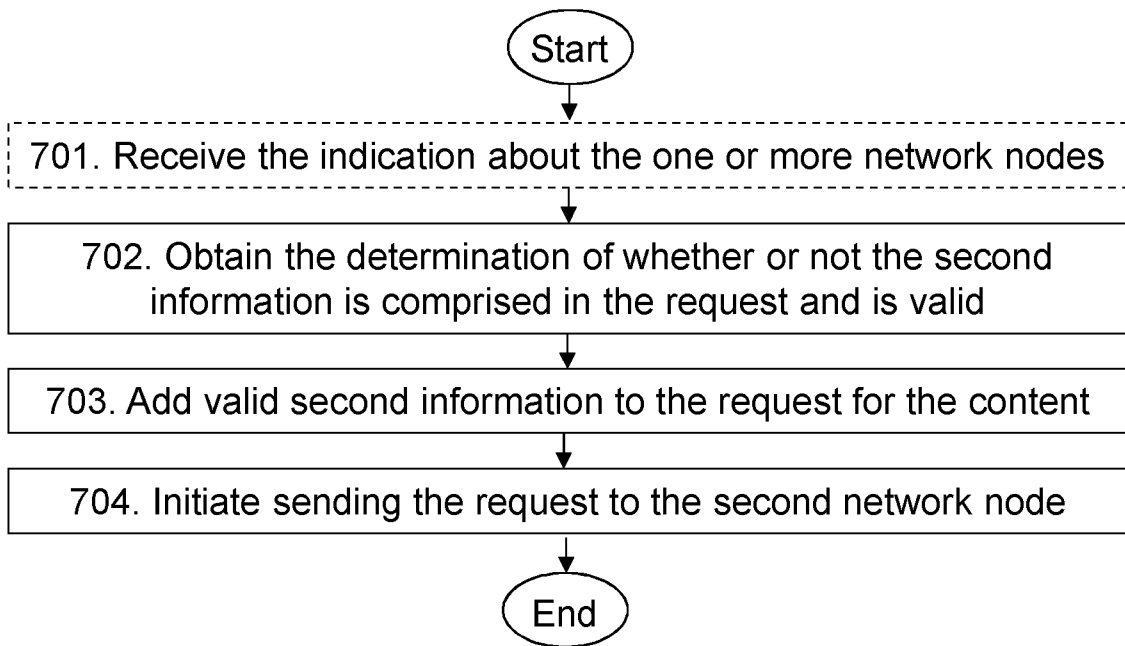 Start
701. Receive the indication about the one or more network nodes
702. Obtain the determination of whether or not the second
information is comprised in the request and is valid
703. Add valid second information to the request for the content
704. Initiate sending the request to the second network node
End